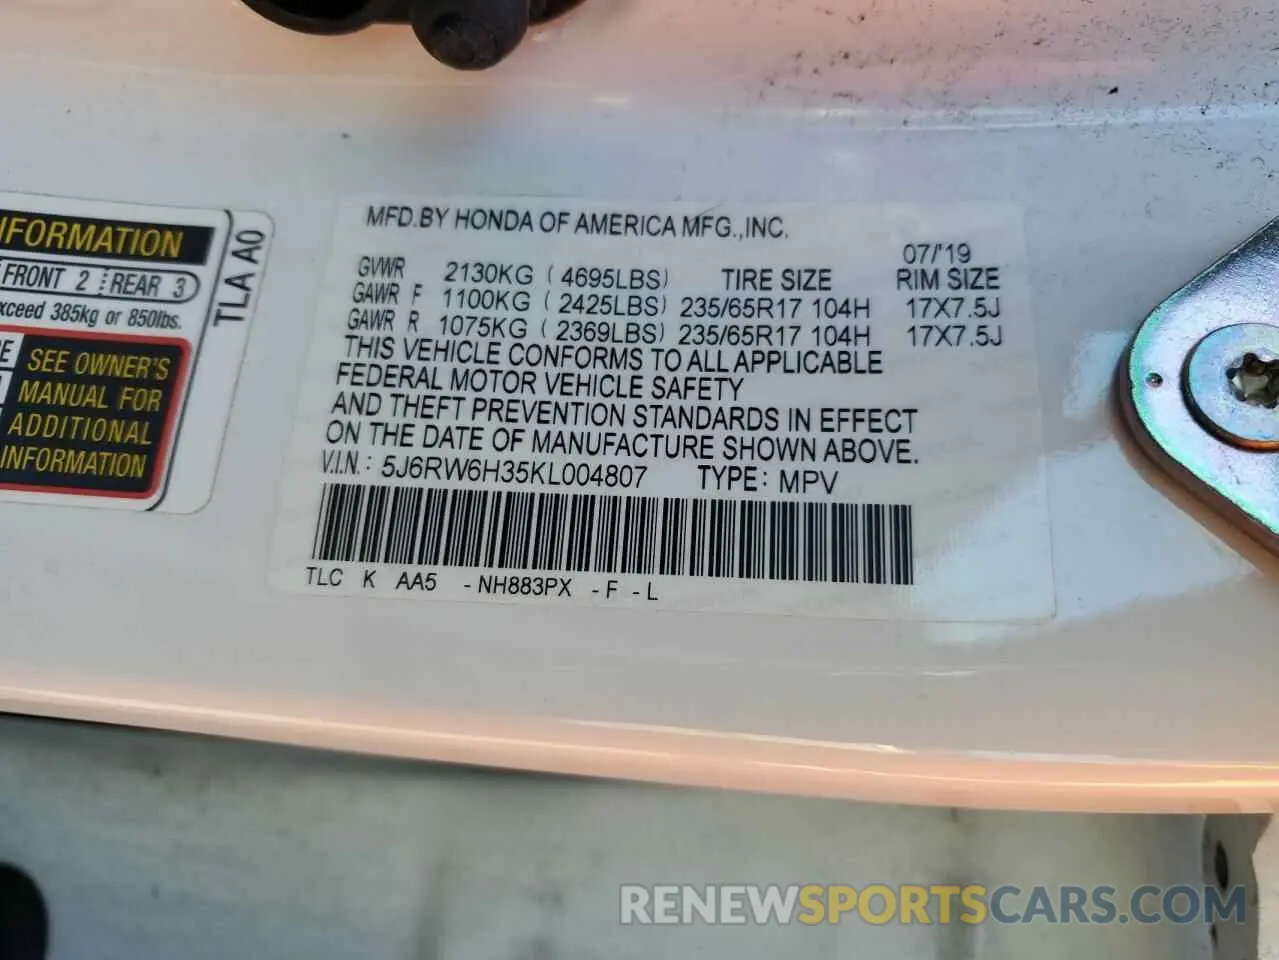 IFORMATION
FRONT 2 REAR 3
xceed 385kg or 850lbs.
SEE OWNER'S
MANUAL FOR
ADDITIONAL
INFORMATION
TLA A0
MFD.BY HONDA OF AMERICA MFG.,INC.
07/'19
GVWR 2130KG ( 4695LBS) TIRE SIZE RIM SIZE
GAWR F 1100KG ( 2425LBS) 235/65R17 104H 17X7.5J
GAWR R 1075KG ( 2369LBS) 235/65R17 104H 17X7.5J
THIS VEHICLE CONFORMS TO ALL APPLICABLE
FEDERAL MOTOR VEHICLE SAFETY
AND THEFT PREVENTION STANDARDS IN EFFECT
ON THE DATE OF MANUFACTURE SHOWN ABOVE.
V.I.N.: 5J6RW6H35KL004807 TYPE: MPV
TLC K AA5 -NH883PX -F -L
RENEWSPORTSCARS.COM